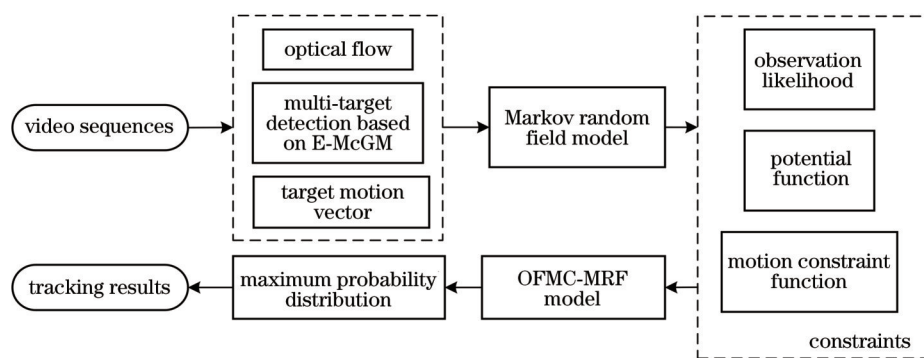 video sequences
optical flow
multi-target
detection based
on E-McGM
target motion
vector
Markov random
field model
observation
likelihood
potential
function
motion constraint
function
constraints
OFMC-MRF
model
maximum probability
distribution
tracking results